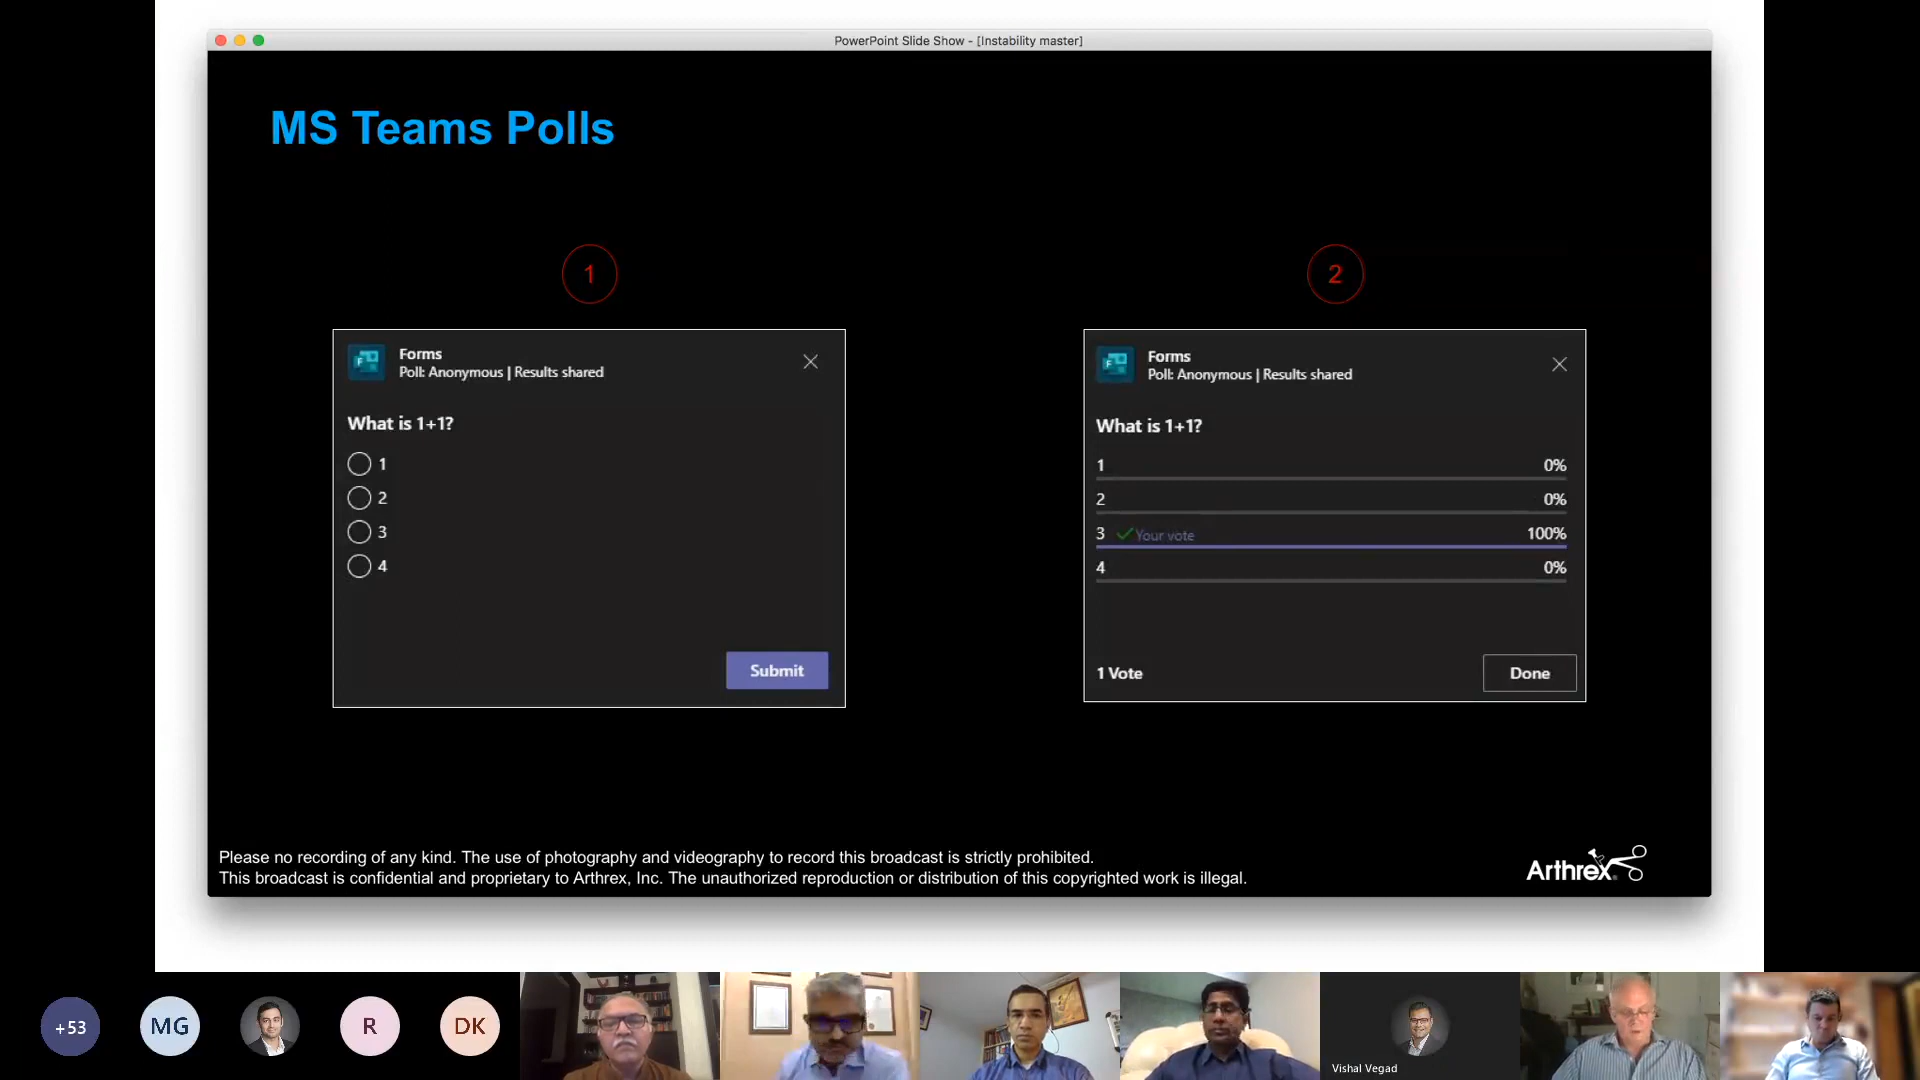 PowerPoint Slide Show - [Instability master]
MS Teams Polls
1
2
Forms
Poll: Anonymous | Results shared
What is 1+1?
1
2
3
4
Submit
Forms
Poll: Anonymous | Results shared
What is 1+1?
1 0%
2 0%
3 Your vote 100%
4 0%
1 Vote Done
Please no recording of any kind. The use of photography and videography to record this broadcast is strictly prohibited.
This broadcast is confidential and proprietary to Arthrex, Inc. The unauthorized reproduction or distribution of this copyrighted work is illegal.
Arthrex
+53
MG
R
DK
Vishal Vegad